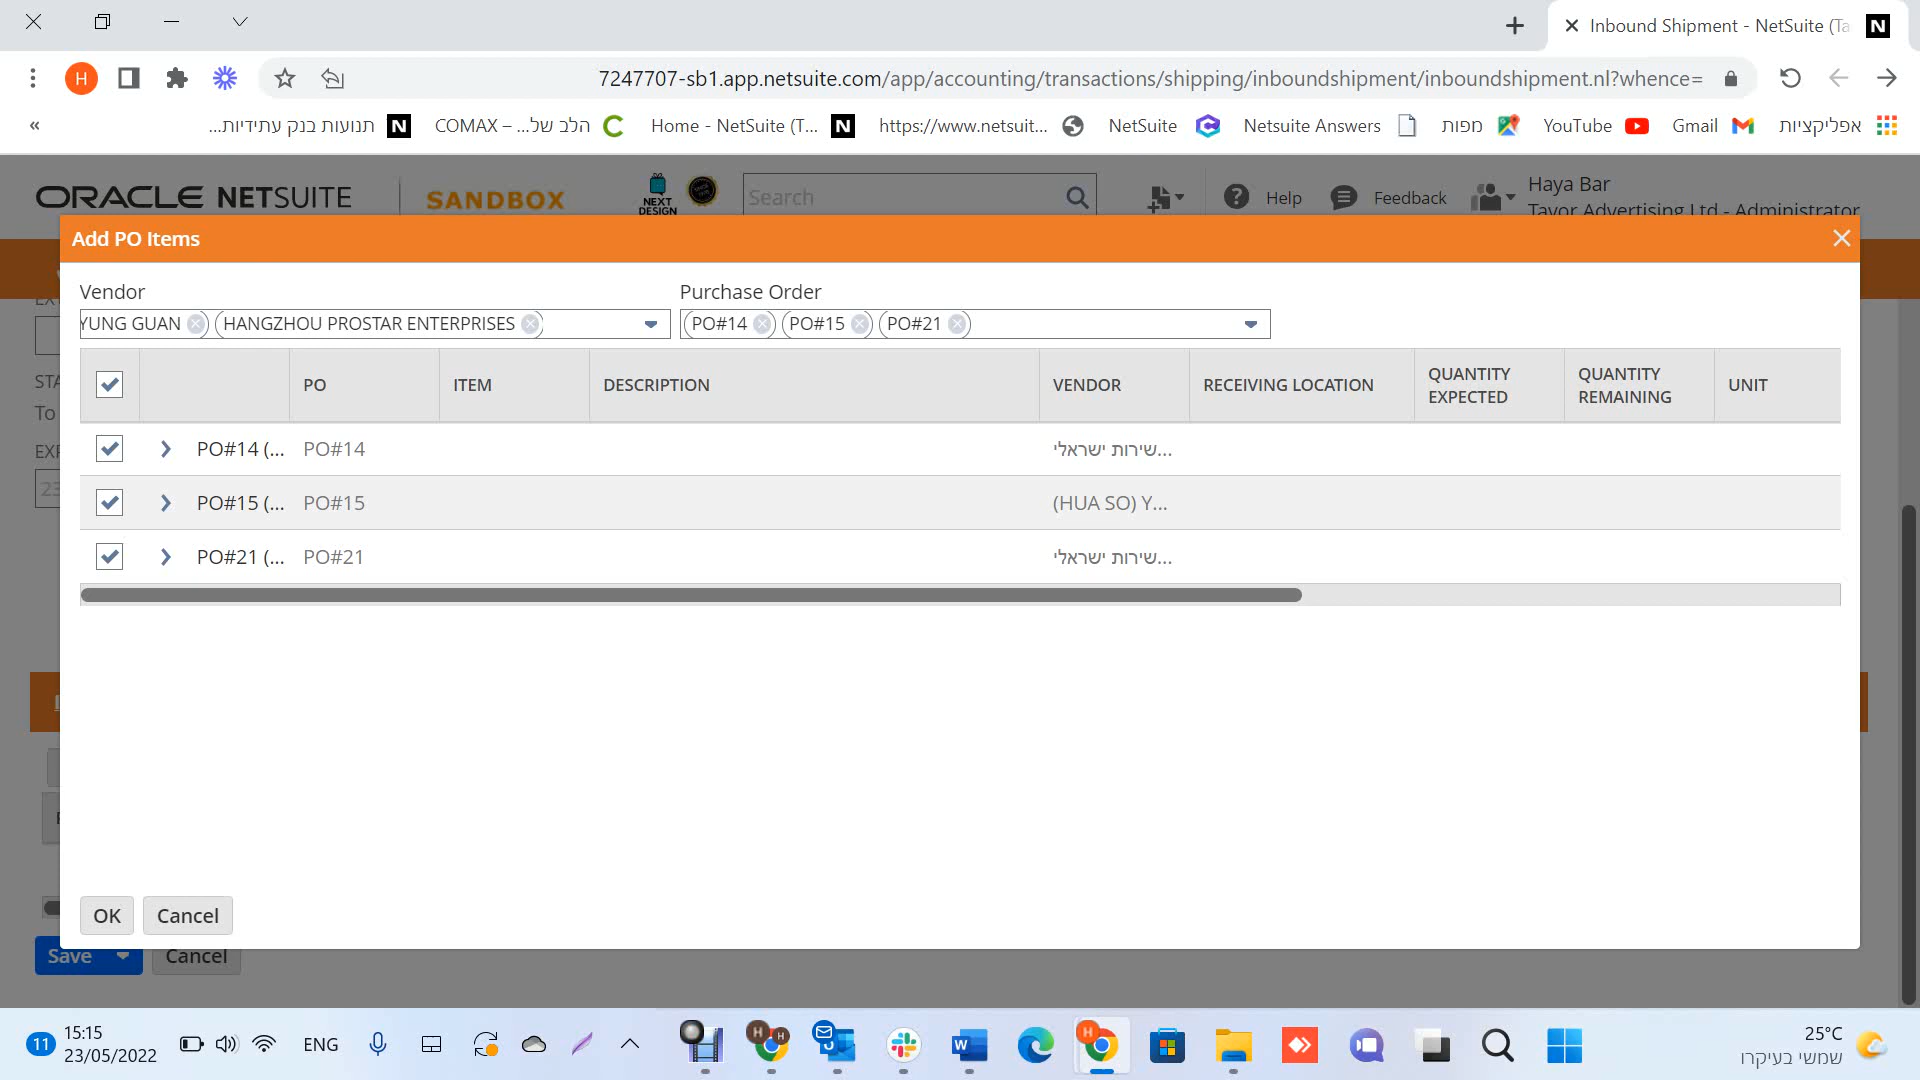 Inbound Shipment - NetSuite (Ta
7247707-sb1.app.netsuite.com/app/accounting/transactions/shipping/inboundshipment/inboundshipment.nl?whence=
H
« תנועות בנק עתידיות... COMAX – הלב של... Home - NetSuite (T... https://www.netsuit... NetSuite Netsuite Answers מפות YouTube Gmail אפליקציות
ORACLE NETSUITE
SANDBOX
NEXT DESIGN
Search
Help
Feedback
Haya Bar
Tavor Advertising Ltd - Administrator
Add PO Items
Vendor
Purchase Order
YUNG GUAN HANGZHOU PROSTAR ENTERPRISES
PO#14 PO#15 PO#21
PO ITEM DESCRIPTION VENDOR RECEIVING LOCATION QUANTITY EXPECTED QUANTITY REMAINING UNIT
PO#14 (... PO#14 שירות ישראלי...
PO#15 (... PO#15 (HUA SO) Y...
PO#21 (... PO#21 שירות ישראלי...
To
23
OK Cancel
Save Cancel
11
15:15
23/05/2022
ENG
25°C
שמשי בעיקרו